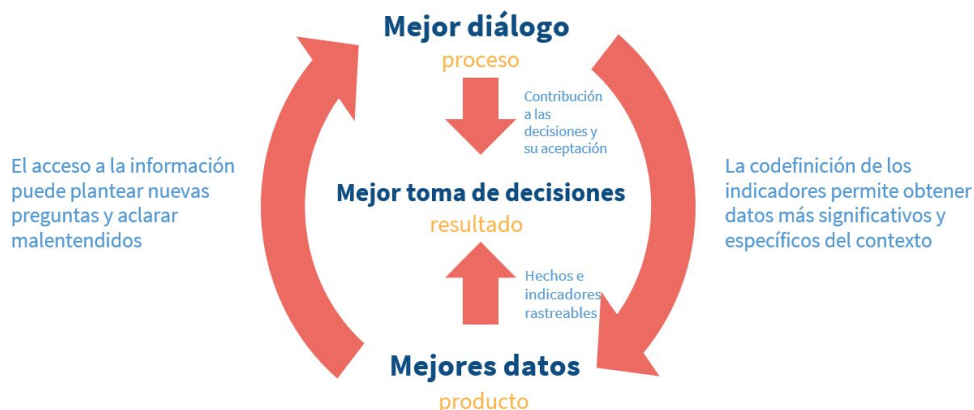 Mejor diálogo
proceso
Contribución
a las
decisiones y
su aceptación
El acceso a la información
puede plantear nuevas
preguntas y aclarar
malentendidos
Mejor toma de decisiones
resultado
La codefinición de los
indicadores permite obtener
datos más significativos y
específicos del contexto
Hechos e
indicadores
rastreables
Mejores datos
producto